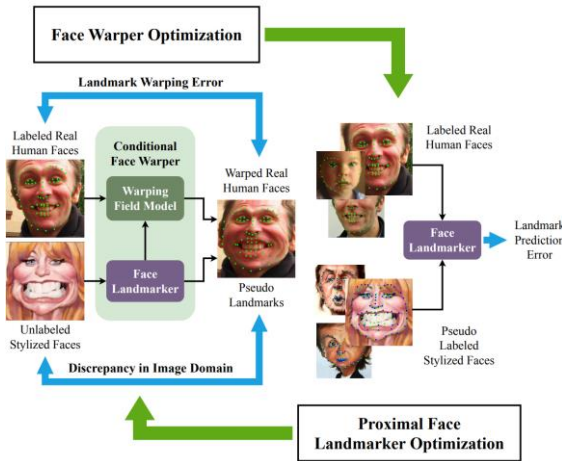 Face Warper Optimization
Landmark Warping Error
Labeled Real
Human Faces
Conditional
Face Warper
Warped Real
Human Faces
Warping
Field Model
Face
Landmarker
Unlabeled
Stylized Faces
Pseudo
Landmarks
Discrepancy in Image Domain
Labeled Real
Human Faces
Face
Landmarker
Landmark
Prediction
Error
Pseudo
Labeled
Stylized Faces
Proximal Face
Landmarker Optimization